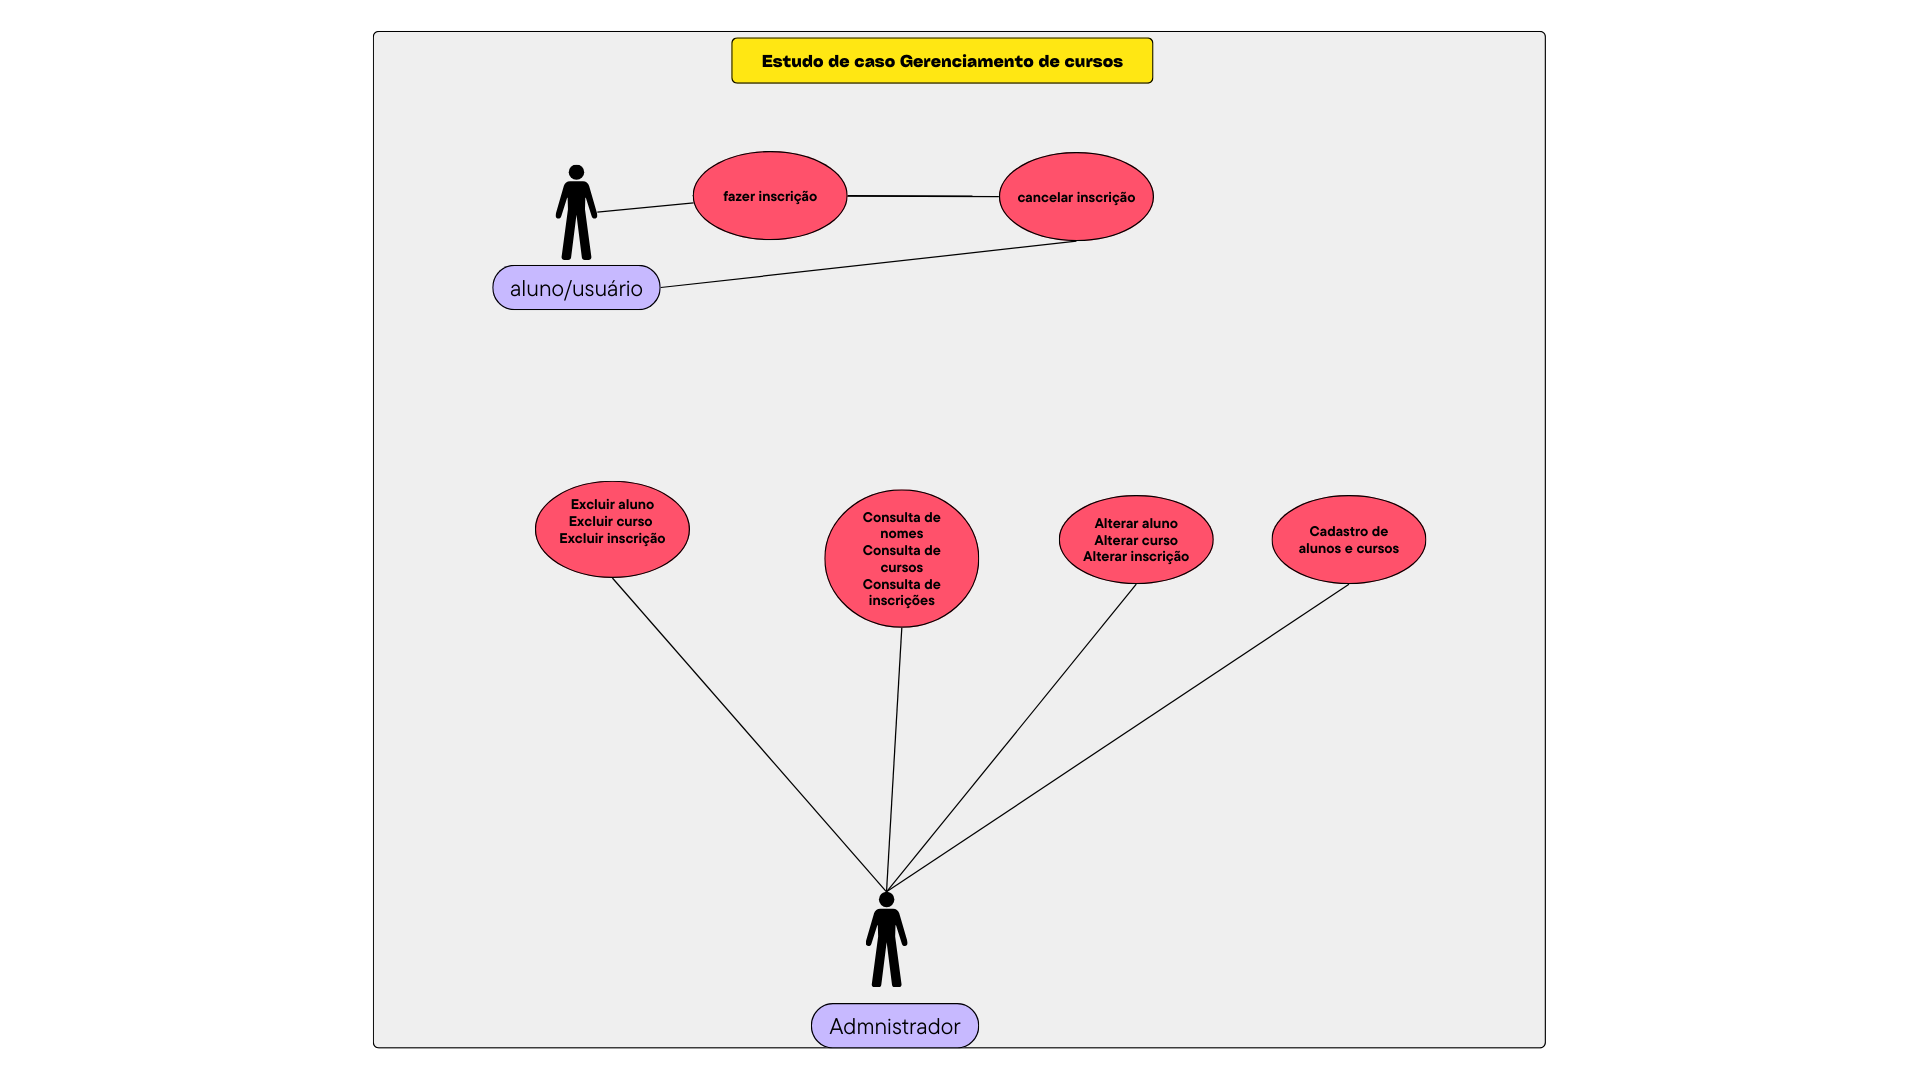 Estudo de caso Gerenciamento de cursos
fazer inscrição
cancelar inscrição
aluno/usuário
Excluir aluno
Excluir curso
Excluir inscrição
Consulta de
nomes
Consulta de
cursos
Consulta de
inscrições
Alterar aluno
Alterar curso
Alterar inscrição
Cadastro de
alunos e cursos
Admnistrador